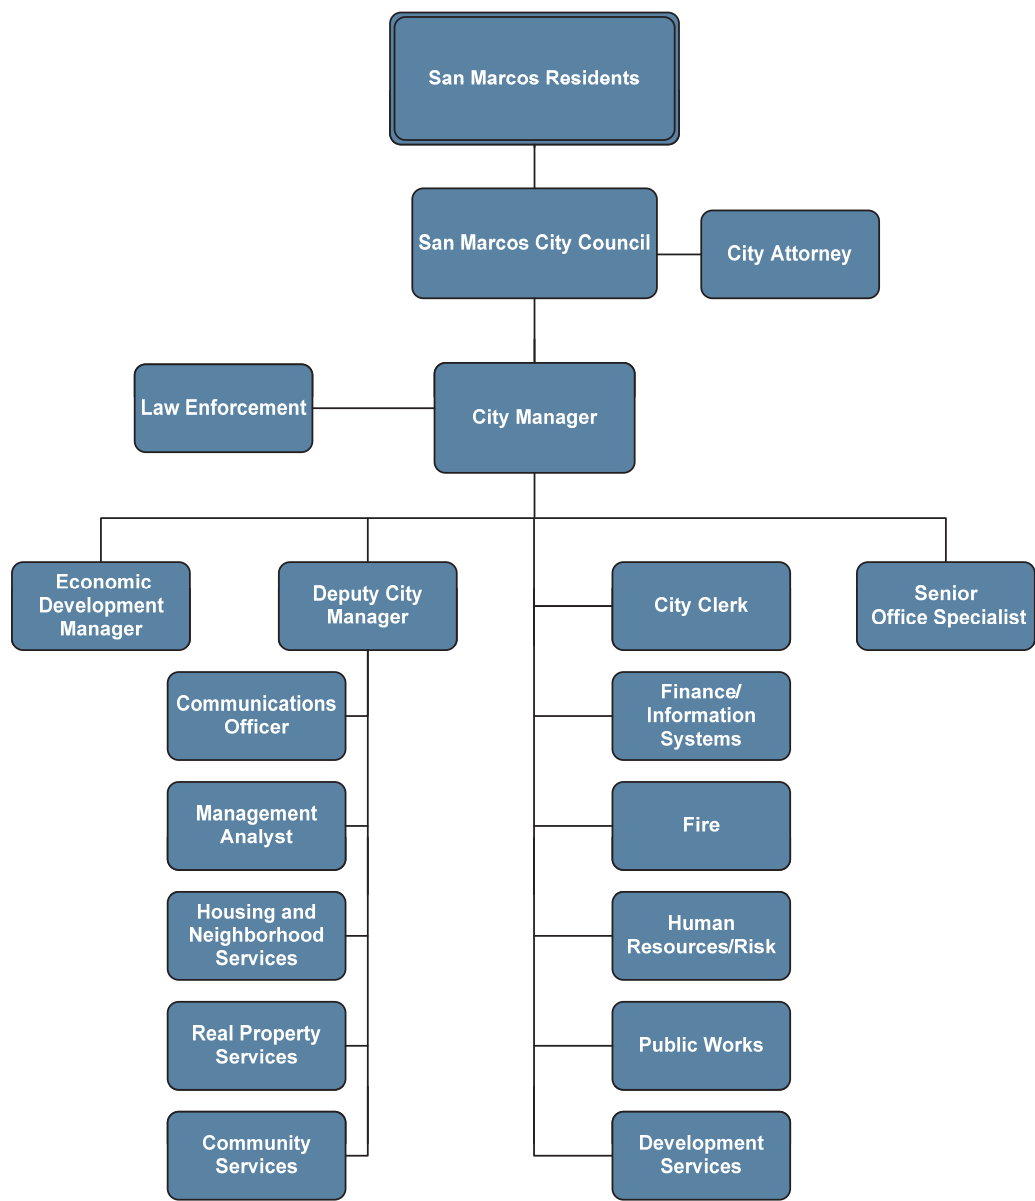 San Marcos Residents
San Marcos City Council
City Attorney
Law Enforcement
City Manager
Economic
Development
Manager
Deputy City
Manager
City Clerk
Senior
Office Specialist
Communications
Officer
Finance/
Information
Systems
Management
Analyst
Fire
Housing and
Neighborhood
Services
Human
Resources/Risk
Real Property
Services
Public Works
Community
Services
Development
Services